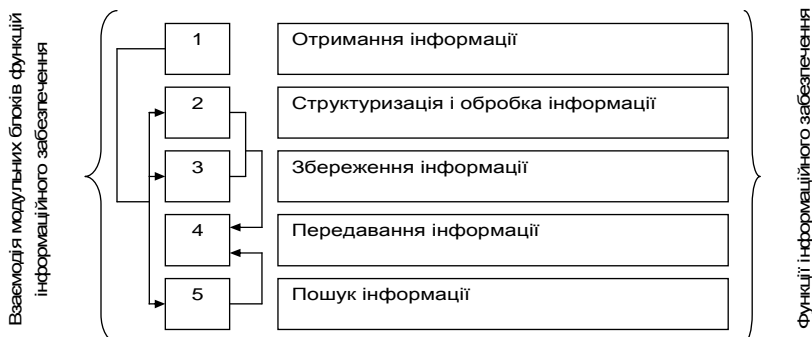 Взаємодія модульних блоків функцій
інформаційного забезпечення
1 Отримання інформації
2 Структуризація і обробка інформації
3 Збереження інформації
4 Передавання інформації
5 Пошук інформації
Функції інформаційного забезпечення